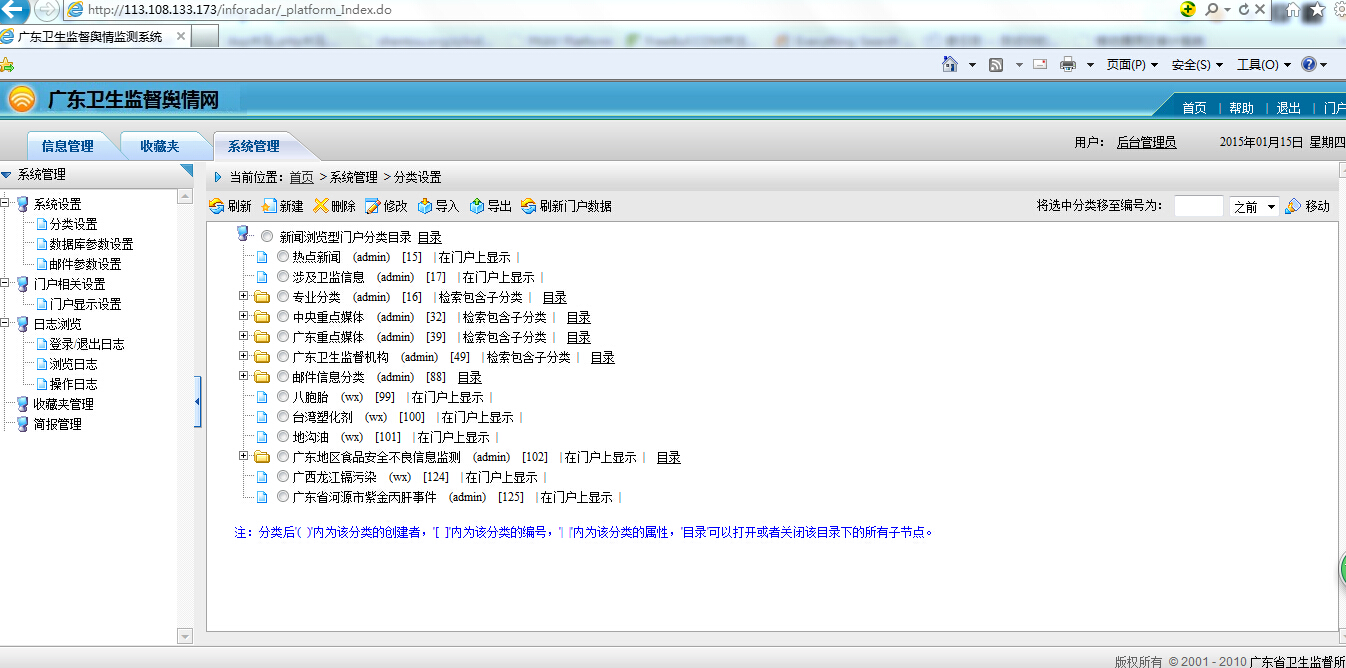 http://113.108.133.173/inforadar/_platform_Index.do
广东卫生监督舆情监测系统
页面(P) 安全(S) 工具(O)
广东卫生监督舆情网
首页 | 帮助 | 退出 | 门户
信息管理 收藏夹 系统管理
用户： 后台管理员 2015年01月15日 星期四
系统管理
系统设置
分类设置
数据库参数设置
邮件参数设置
门户相关设置
门户显示设置
日志浏览
登录/退出日志
浏览日志
操作日志
收藏夹管理
简报管理
当前位置： 首页 > 系统管理 > 分类设置
刷新 新建 删除 修改 导入 导出 刷新门户数据
将选中分类移至编号为： 之前 移动
新闻浏览型门户分类目录 目录
热点新闻 (admin) [15] |在门户上显示 |
涉及卫监信息 (admin) [17] |在门户上显示 |
专业分类 (admin) [16] |检索包含子分类 | 目录
中央重点媒体 (admin) [32] |检索包含子分类 | 目录
广东重点媒体 (admin) [39] |检索包含子分类 | 目录
广东卫生监督机构 (admin) [49] |检索包含子分类 | 目录
邮件信息分类 (admin) [88] 目录
八胞胎 (wx) [99] |在门户上显示 |
台湾塑化剂 (wx) [100] |在门户上显示 |
地沟油 (wx) [101] |在门户上显示 |
广东地区食品安全不良信息监测 (admin) [102] |在门户上显示 | 目录
广西龙江镉污染 (wx) [124] |在门户上显示 |
广东省河源市紫金丙肝事件 (admin) [125] |在门户上显示 |
注：分类后'( )'内为该分类的创建者，'[ ]'内为该分类的编号，'| |'内为该分类的属性，'目录'可以打开或者关闭该目录下的所有子节点。
版权所有 © 2001 - 2010 广东省卫生监督所